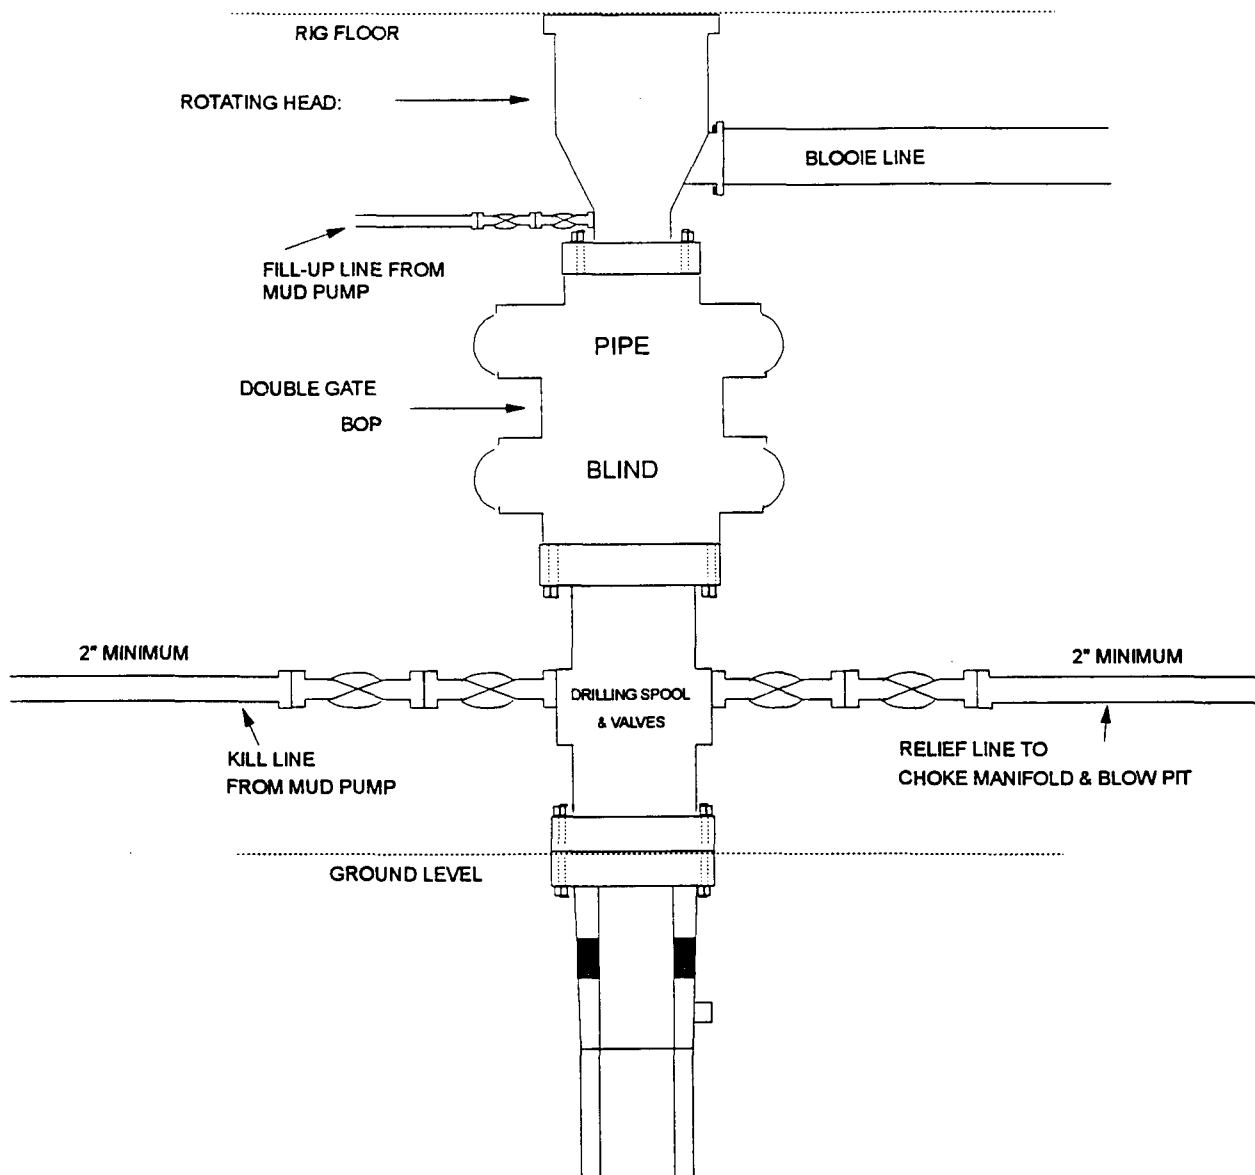 RIG FLOOR
ROTATING HEAD:
BLOOIE LINE
FILL-UP LINE FROM
MUD PUMP
PIPE
DOUBLE GATE
BOP
BLIND
2" MINIMUM
2" MINIMUM
DRILLING SPOOL
& VALVES
KILL LINE
FROM MUD PUMP
RELIEF LINE TO
CHOKE MANIFOLD & BLOW PIT
GROUND LEVEL